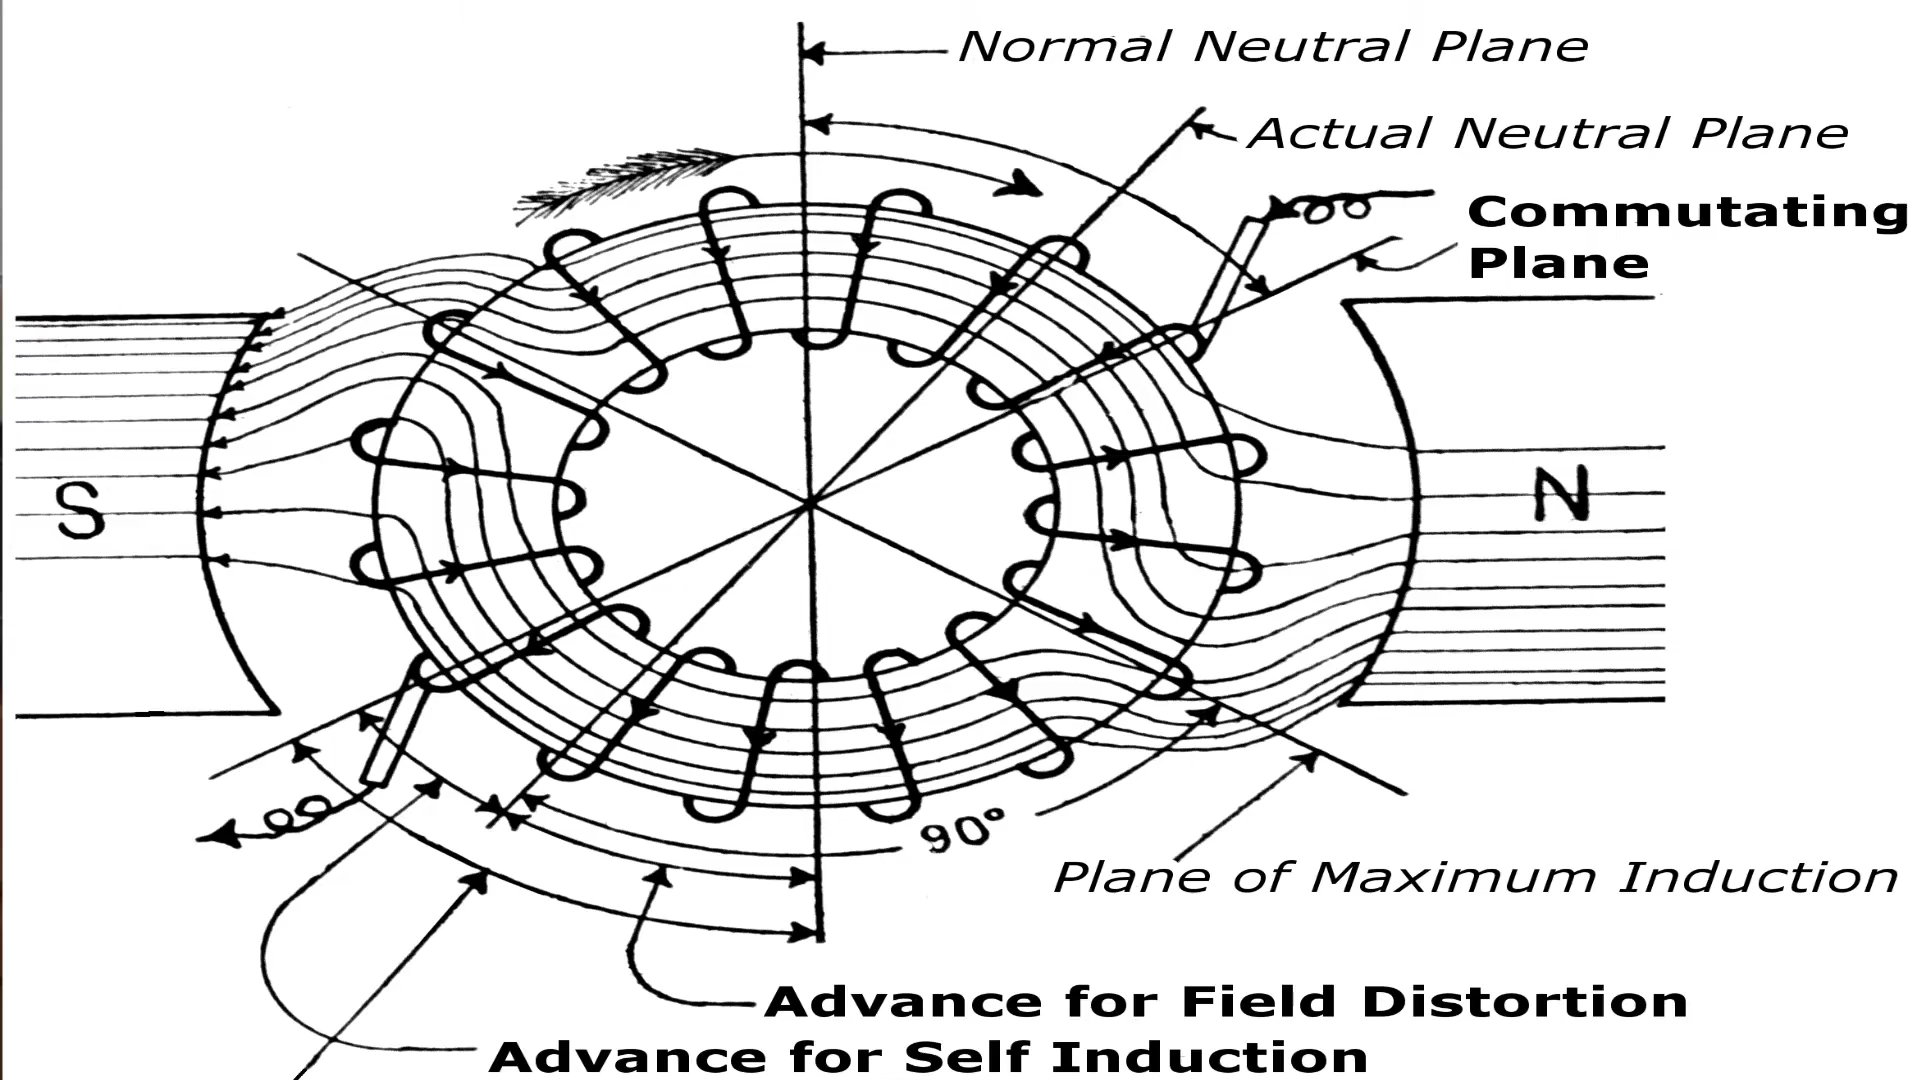 Normal Neutral Plane
Actual Neutral Plane
Commutating
Plane
S
N
90°
Plane of Maximum Induction
Advance for Field Distortion
Advance for Self Induction